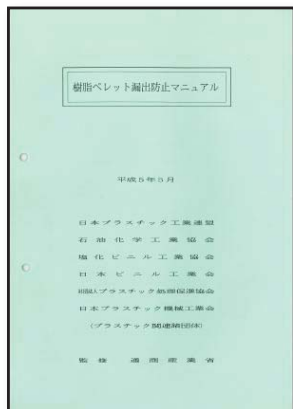 樹脂ペレット漏出防止マニュアル
平成5年5月
日本プラスチック工業連盟
石油化学工業協会
塩化ビニル工業協会
日本ビニル工業会
プラスチック処理促進協会
日本プラスチック機械工業会
(プラスチック関連諸団体)
監修 通商産業省